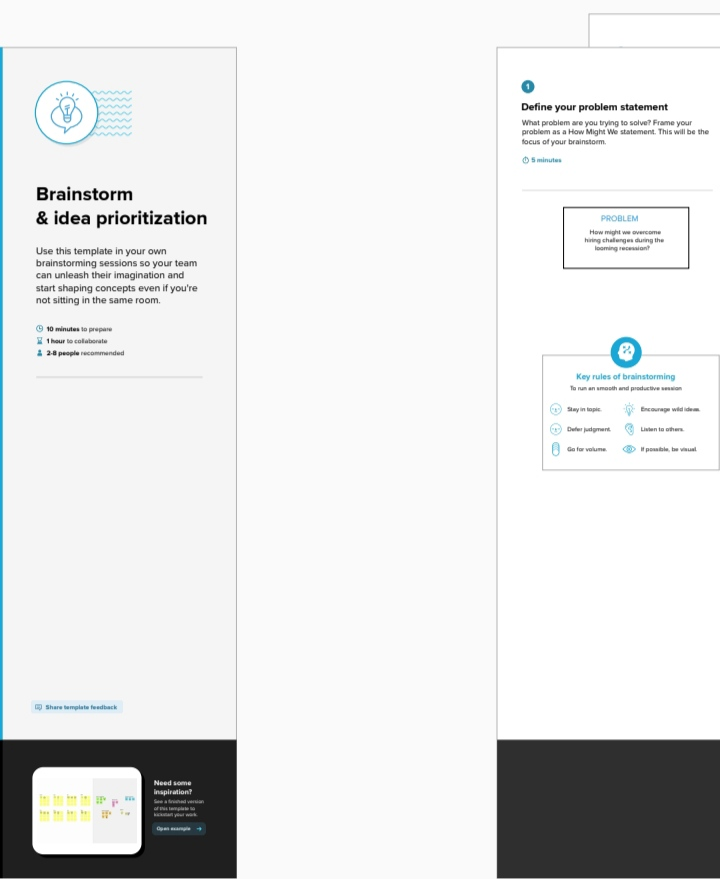 Brainstorm
& idea prioritization
Use this template in your own
brainstorming sessions so your team
can unleash their imagination and
start shaping concepts even if you're
not sitting in the same room.
10 minutes to prepare
1 hour to collaborate
2-8 people recommended
Share template feedback
Need some
inspiration?
See a finished version
of this template to
kickstart your work.
Open example
1
Define your problem statement
What problem are you trying to solve? Frame your
problem as a How Might We statement. This will be the
focus of your brainstorm.
5 minutes
PROBLEM
How might we overcome
hiring challenges during the
looming recession?
Key rules of brainstorming
To run an smooth and productive session
Stay in topic.
Encourage wild ideas.
Defer judgment.
Listen to others.
Go for volume.
If possible, be visual.